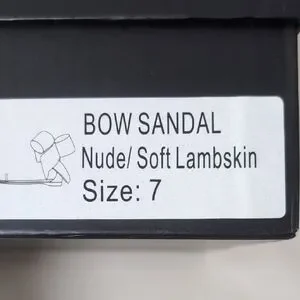 BOW SANDAL
Nude/ Soft Lambskin
Size: 7